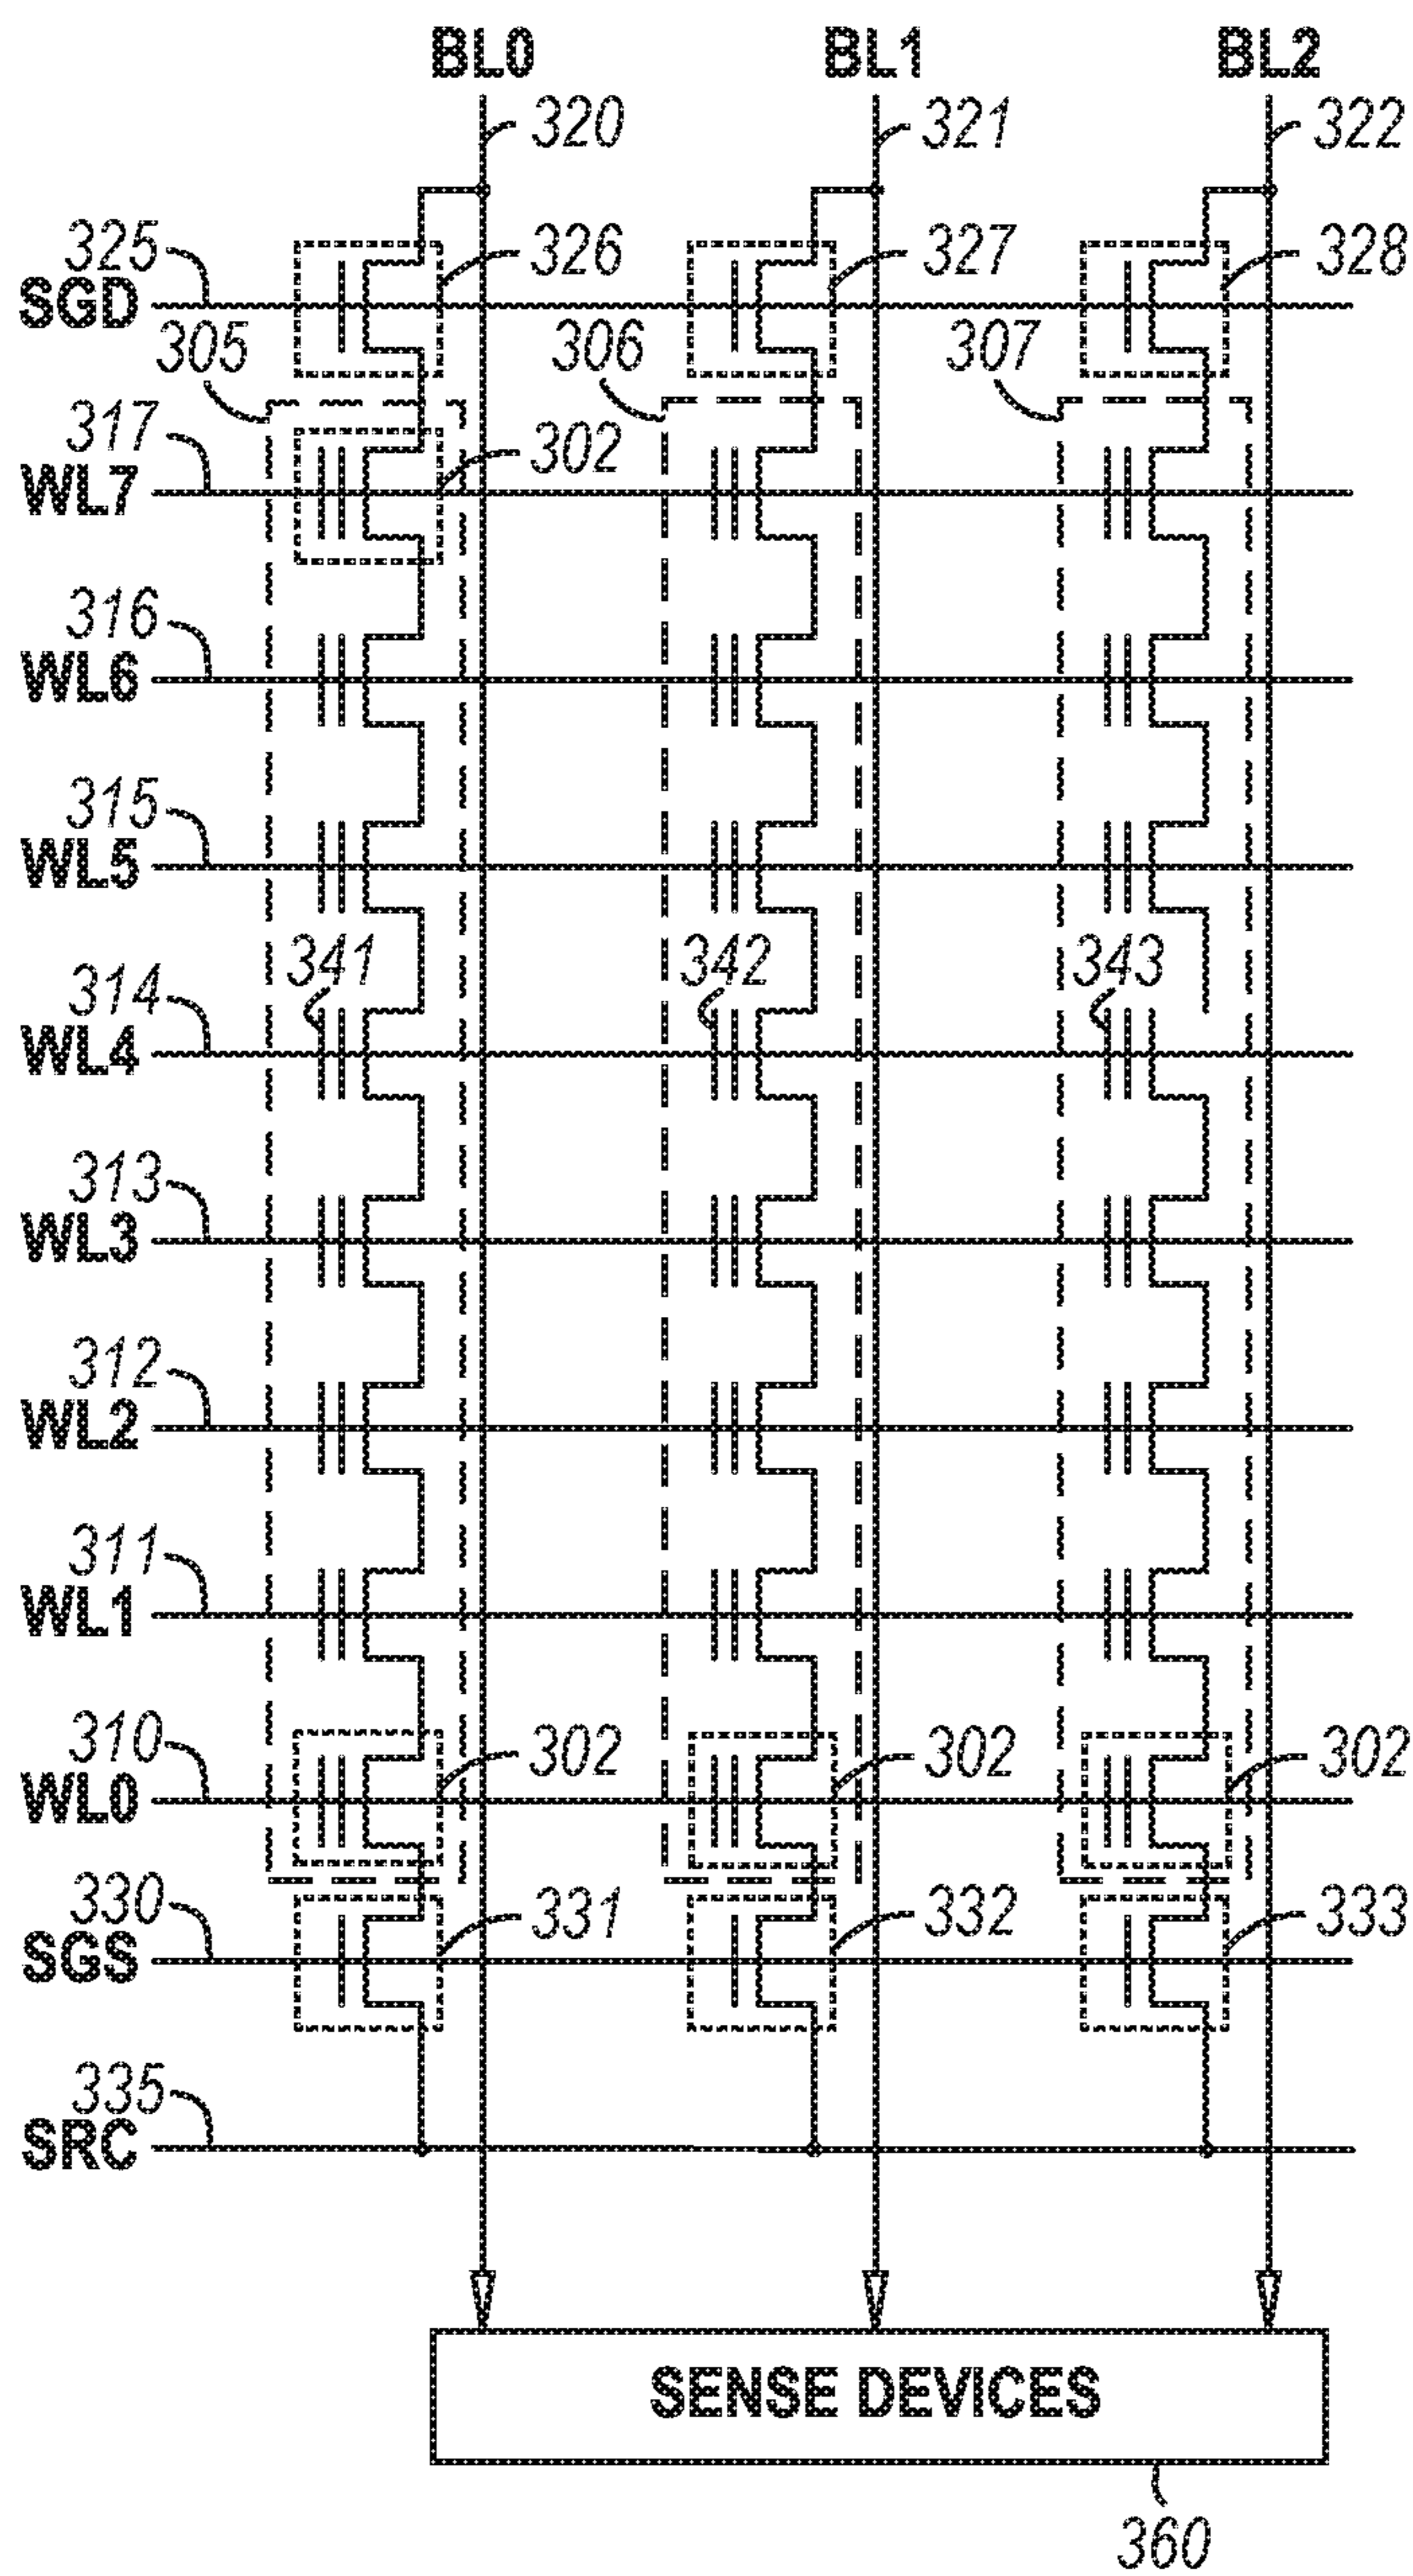 BL0 BL1 BL2
320 321 322
325 326 327 328
SGD
305 306 307
317 302
WL7
316
WL6
315
WL5
341 342 343
314
WL4
313
WL3
312
WL2
311
WL1
310 302 302 302
WL0
330 331 332 333
SGS
335
SRC
SENSE DEVICES
360